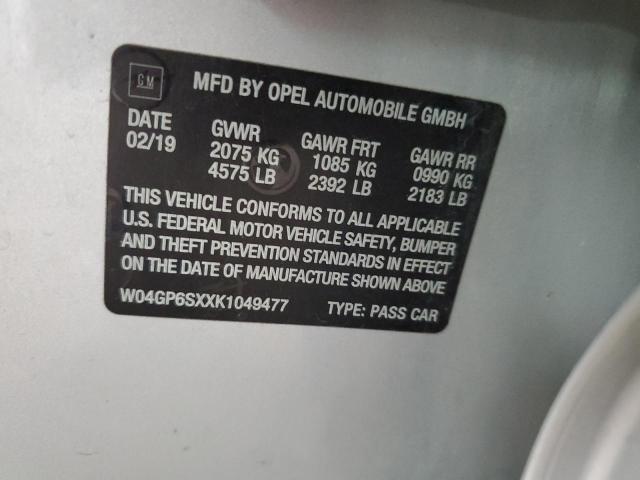 GM
MFD BY OPEL AUTOMOBILE GMBH
DATE GVWR GAWR FRT GAWR RR
02/19 2075 KG 1085 KG 0990 KG
4575 LB 2392 LB 2183 LB
THIS VEHICLE CONFORMS TO ALL APPLICABLE
U.S. FEDERAL MOTOR VEHICLE SAFETY, BUMPER
AND THEFT PREVENTION STANDARDS IN EFFECT
ON THE DATE OF MANUFACTURE SHOWN ABOVE
W04GP6SXXK1049477 TYPE: PASS CAR